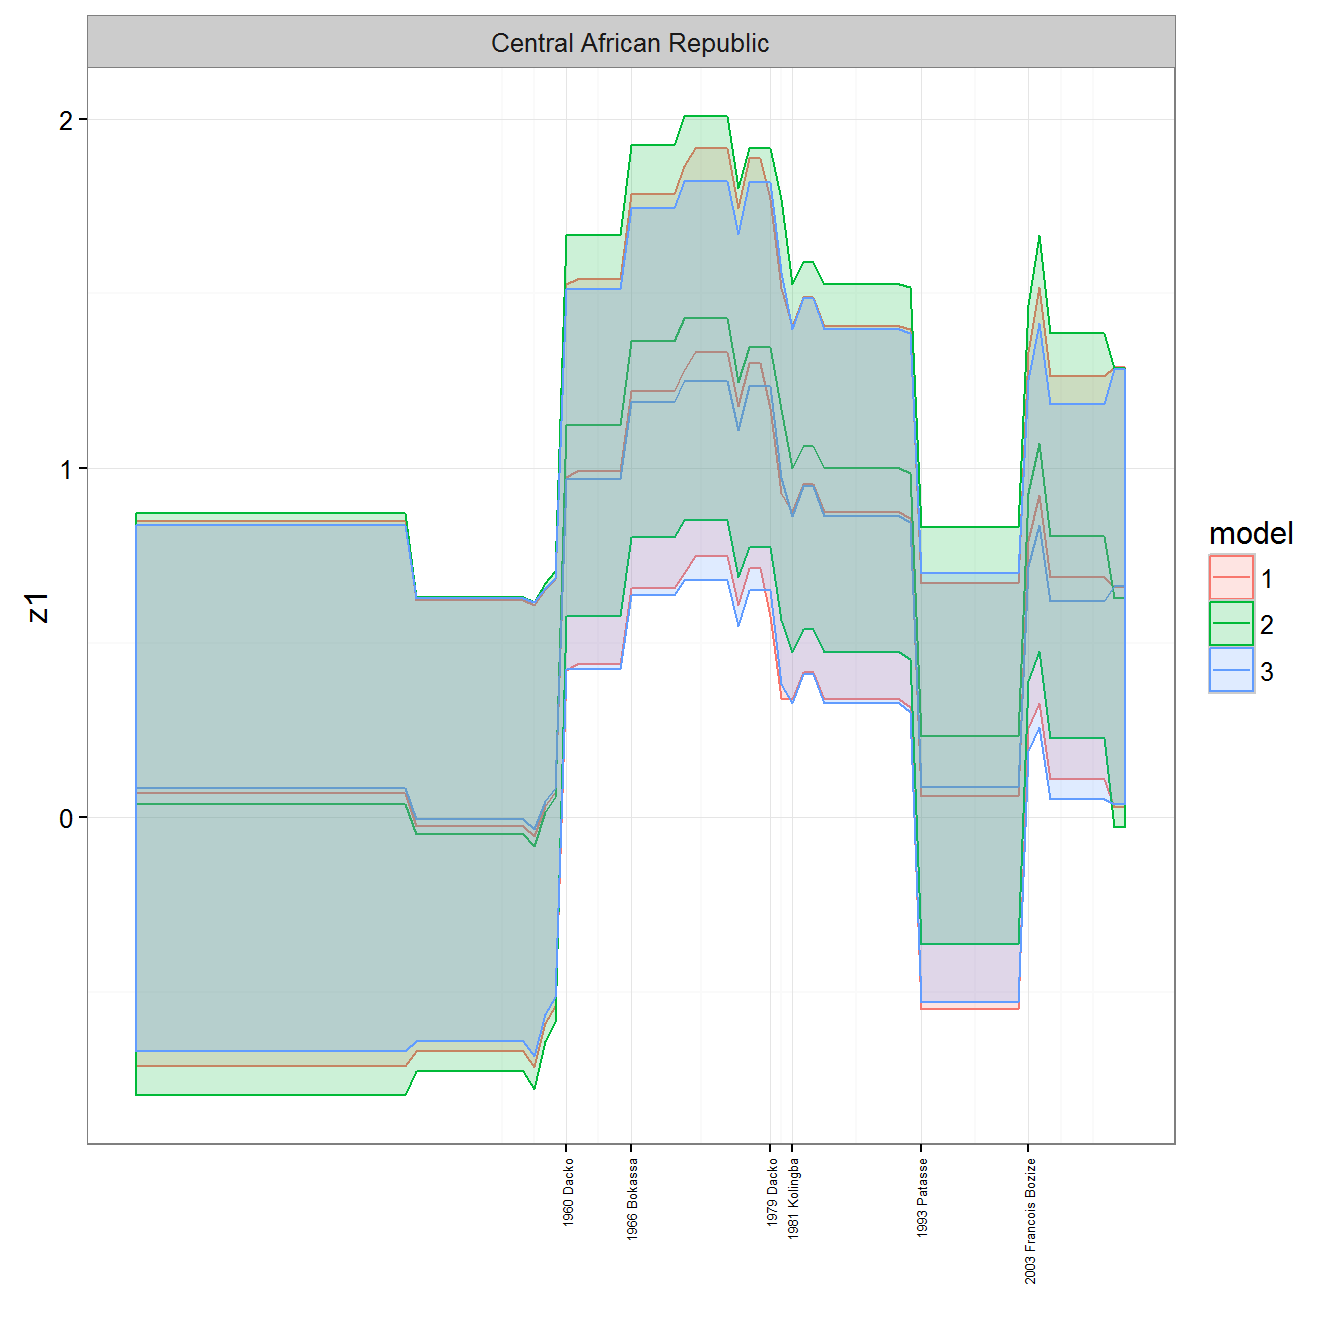 Central African Republic
2
1
0
z1
model
1
2
3
1960 Dacko
1966 Bokassa
1979 Dacko
1981 Kolingba
1993 Patasse
2003 Francois Bozize